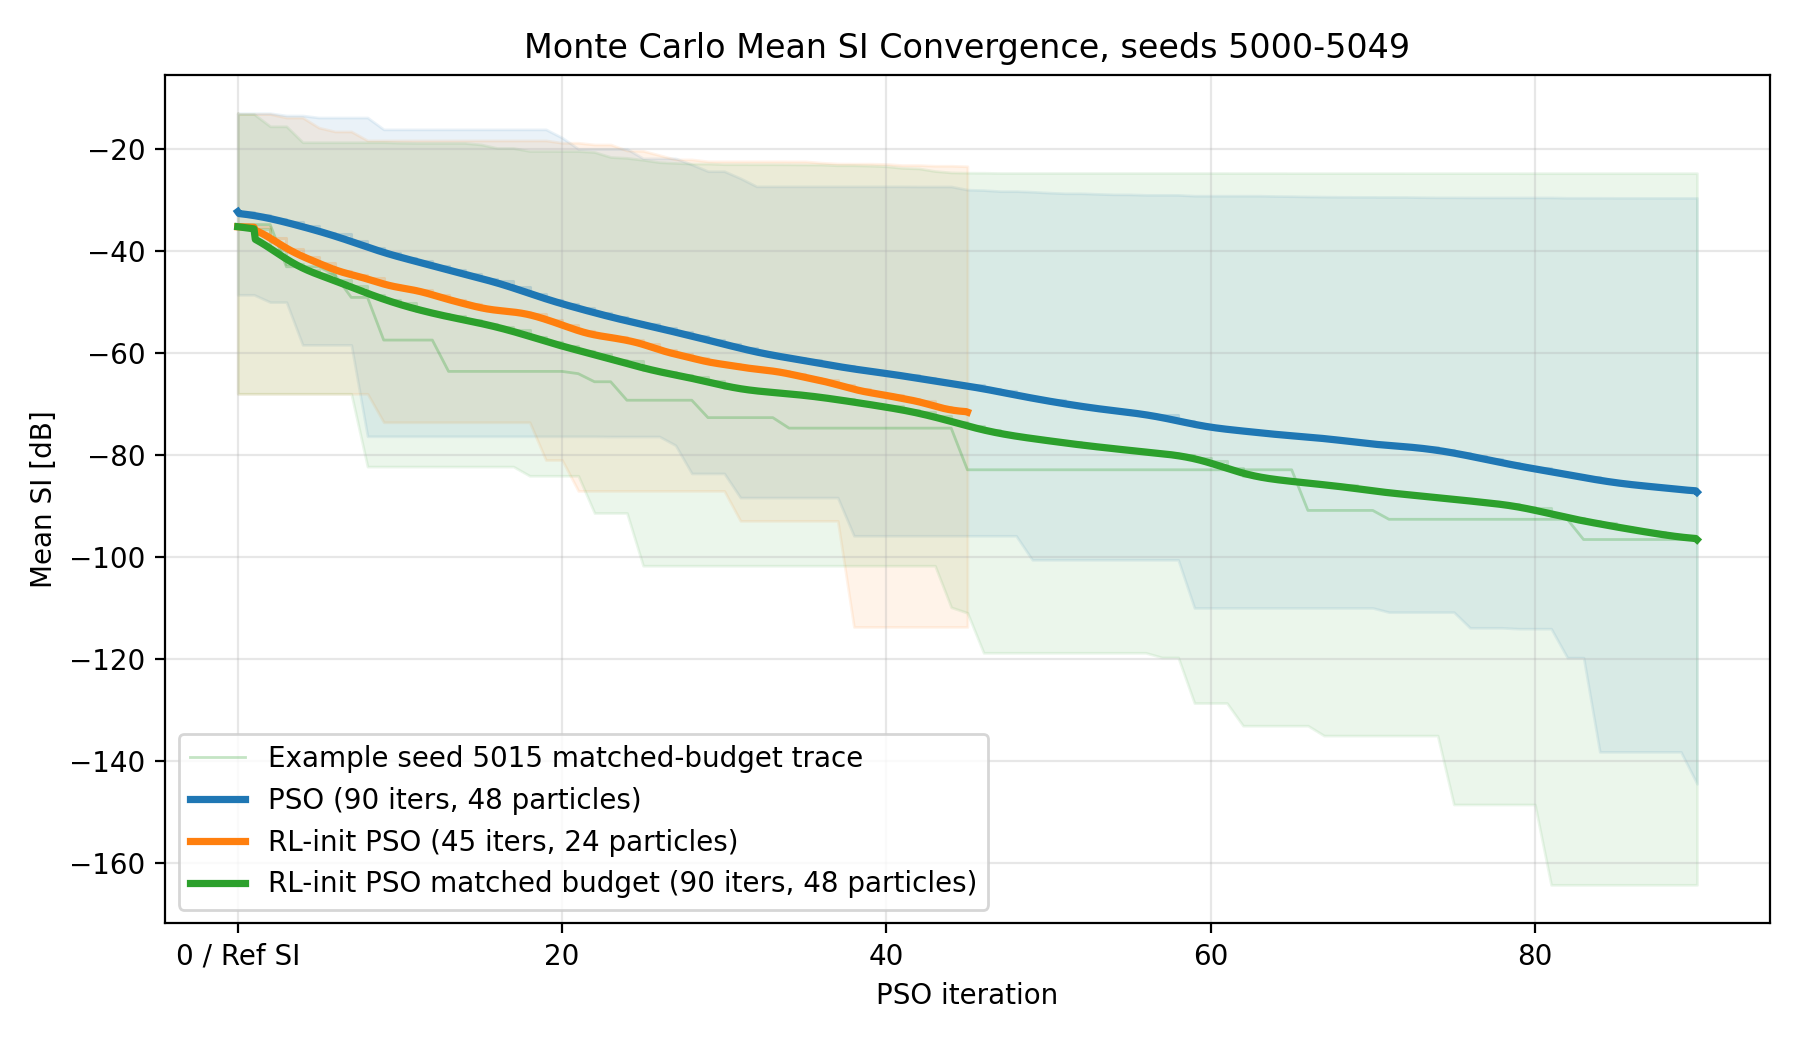 Monte Carlo Mean SI Convergence, seeds 5000-5049
Mean SI [dB]
−20
−40
−60
−80
−100
−120
−140
−160
Example seed 5015 matched-budget trace
PSO (90 iters, 48 particles)
RL-init PSO (45 iters, 24 particles)
RL-init PSO matched budget (90 iters, 48 particles)
0 / Ref SI
20
40
60
80
PSO iteration